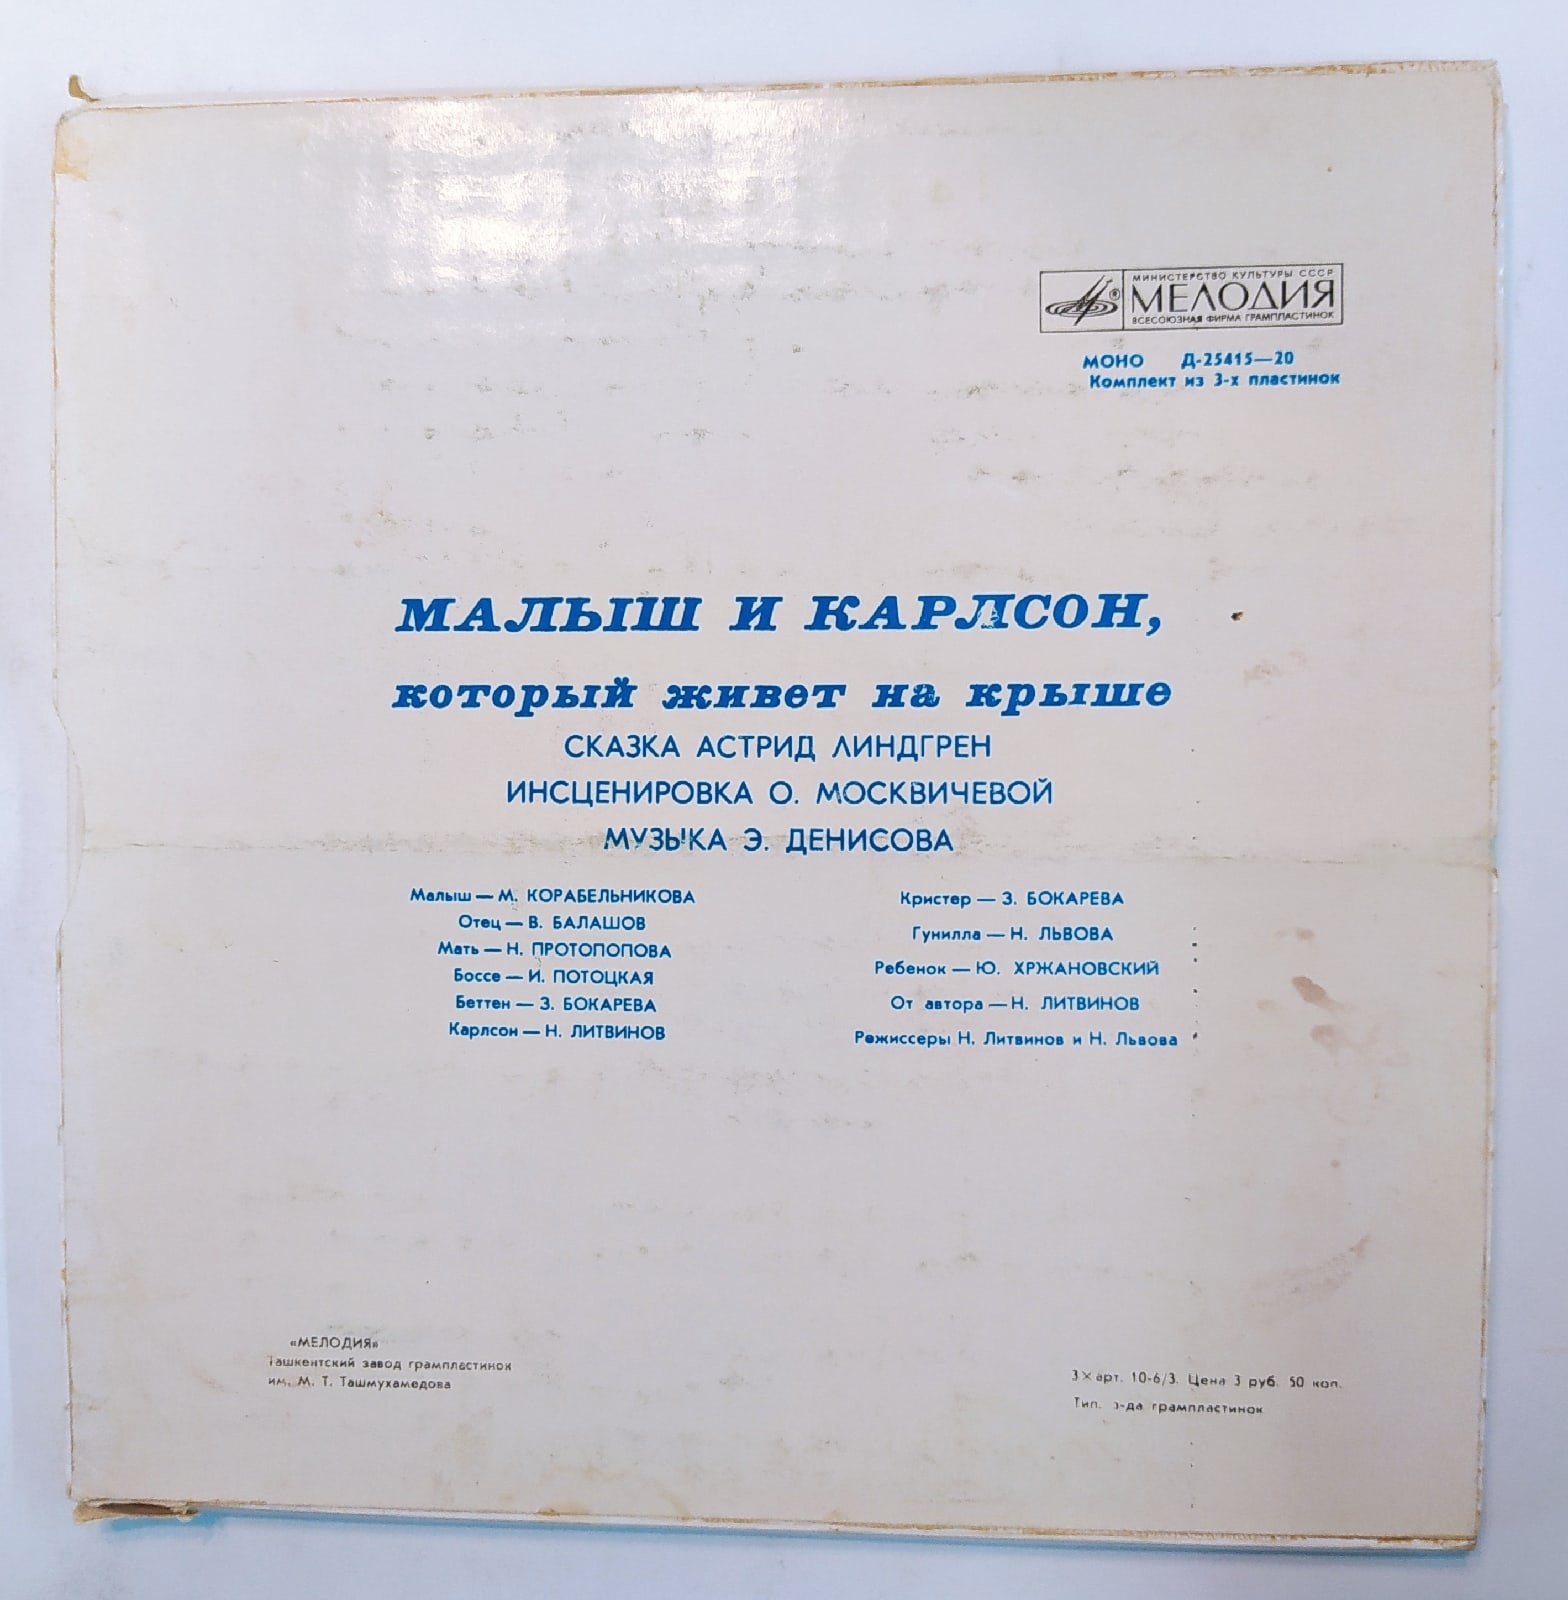 МИНИСТЕРСТВО КУЛЬТУРЫ СССР
МЕЛОДИЯ
ВСЕСОЮЗНАЯ ФИРМА ГРАМПЛАСТИНОК
МОНО Д-25415—20
Комплект из 3-х пластинок
МАЛЫШ И КАРЛСОН,
который живет на крыше
СКАЗКА АСТРИД ЛИНДГРЕН
ИНСЦЕНИРОВКА О. МОСКВИЧЕВОЙ
МУЗЫКА Э. ДЕНИСОВА
Малыш — М. КОРАБЕЛЬНИКОВА
Отец — В. БАЛАШОВ
Мать — Н. ПРОТОПОПОВА
Боссе — И. ПОТОЦКАЯ
Беттен — З. БОКАРЕВА
Карлсон — Н. ЛИТВИНОВ
Кристер — З. БОКАРЕВА
Гунилла — Н. ЛЬВОВА
Ребенок — Ю. ХРЖАНОВСКИЙ
От автора — Н. ЛИТВИНОВ
Режиссеры Н. Литвинов и Н. Львова
«МЕЛОДИЯ»
Ташкентский завод грампластинок
им. М. Т. Ташмухамедова
3×арт. 10-6/3. Цена 3 руб. 50 коп.
Тип. з-да грампластинок